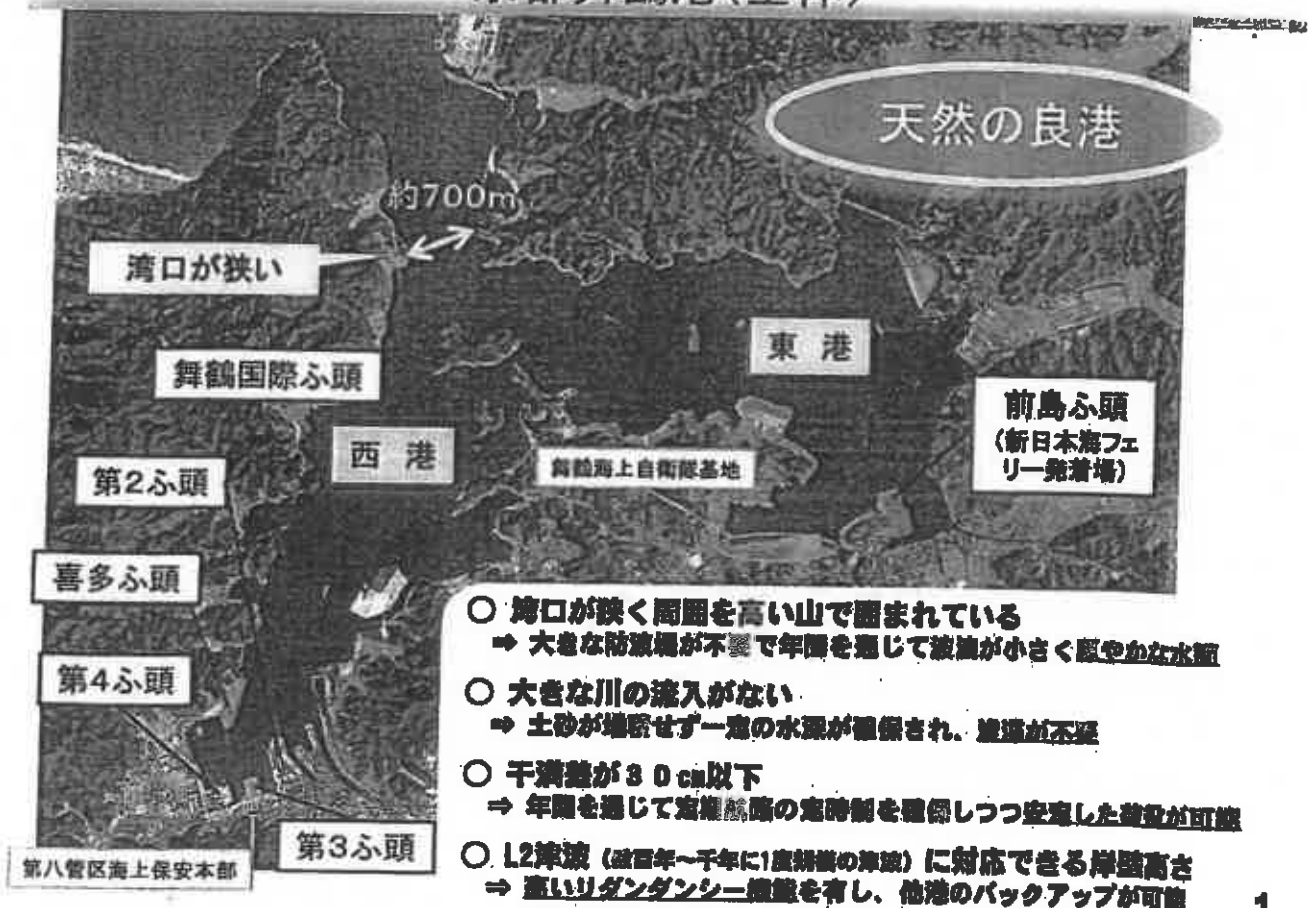 天然の良港
約700m
湾口が狭い
東 港
舞鶴国際ふ頭
前島ふ頭
(新日本海フェ
リー発着場)
西 港
舞鶴海上自衛隊基地
第2ふ頭
喜多ふ頭
○ 湾口が狭く周囲を高い山で囲まれている
⇒ 大きな防波堤が不要で年間を通じて波浪が小さく穏やかな水面
第4ふ頭
○ 大きな川の流入がない
⇒ 土砂が堆積せず一定の水深が確保され、浚渫が不要
○ 干満差が30cm以下
⇒ 年間を通じて定期航路の定時制を確保しつつ安定した荷役が可能
第3ふ頭
○ L2津波(数百年～千年に1度規模の津波)に対応できる岸壁高さ
第八管区海上保安本部
⇒ 高いリダンダンシー機能を有し、他港のバックアップが可能
1